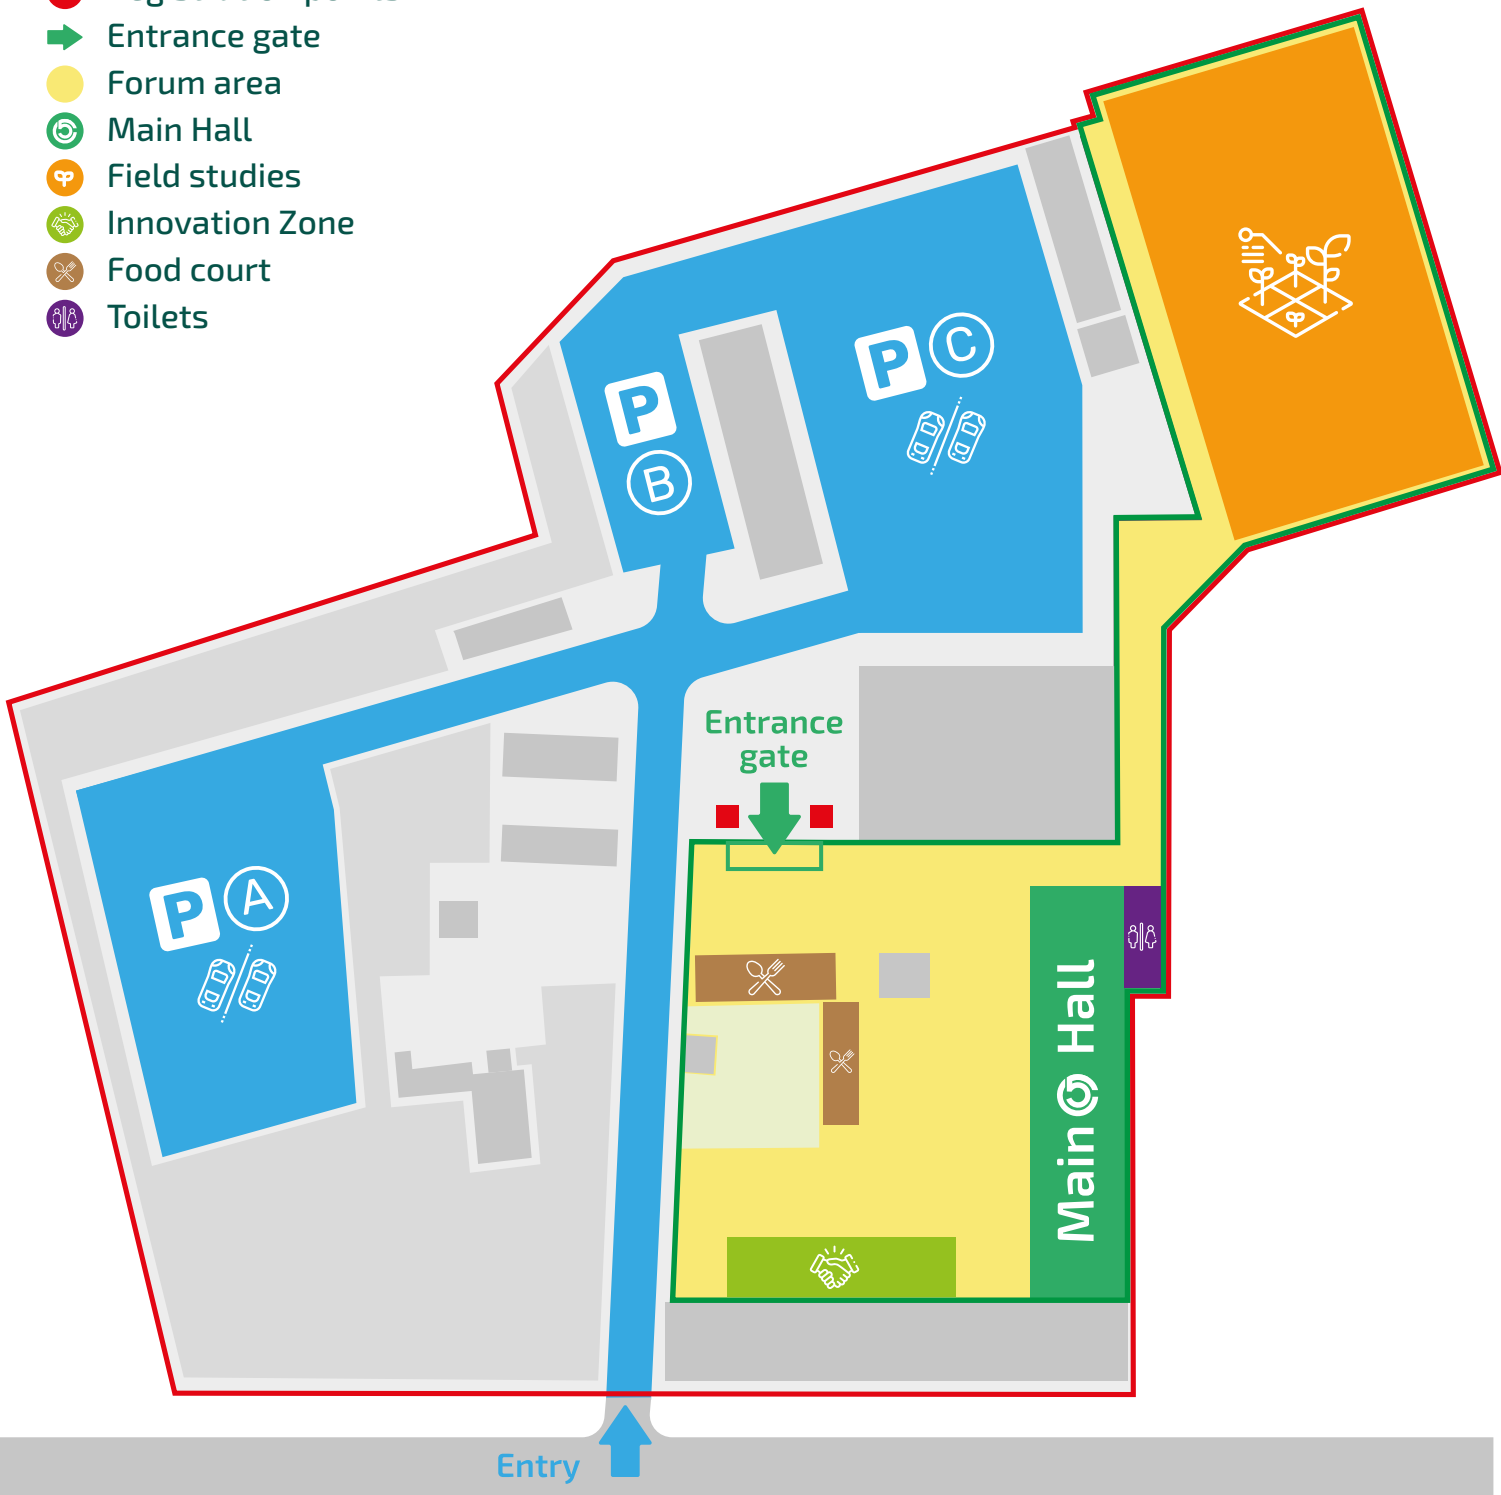 Entrance gate
Forum area
Main Hall
Field studies
Innovation Zone
Food court
Toilets
P C
P
B
Entrance
gate
P A
Main Hall
Entry